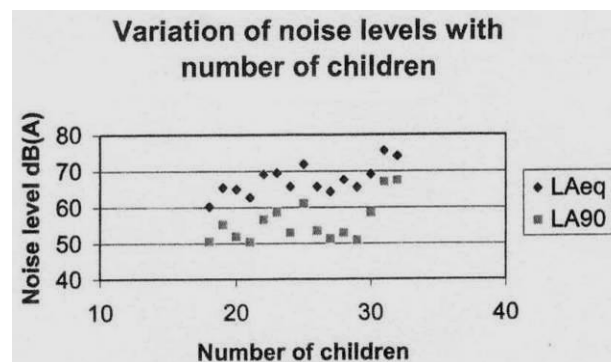 Variation of noise levels with
number of children
Noise level dB(A)
80
70
60
50
40
10
20
30
40
Number of children
LAeq
LA90